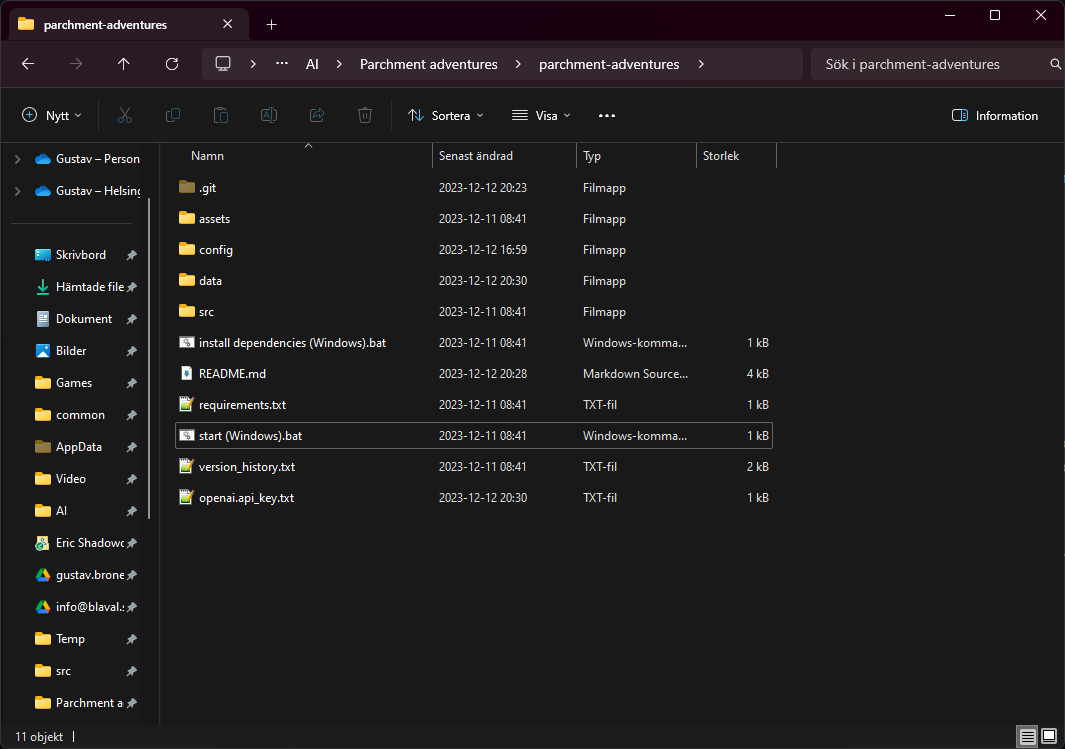 parchment-adventures
AI
Parchment adventures
parchment-adventures
Sök i parchment-adventures
Nytt
Sortera
Visa
Information
Gustav – Person
Gustav – Helsing
Skrivbord
Hämtade file
Dokument
Bilder
Games
common
AppData
Video
AI
Eric Shadowc
gustav.brone
info@blaval.s
Temp
src
Parchment a
Namn Senast ändrad Typ Storlek
.git 2023-12-12 20:23 Filmapp
assets 2023-12-11 08:41 Filmapp
config 2023-12-12 16:59 Filmapp
data 2023-12-12 20:30 Filmapp
src 2023-12-11 08:41 Filmapp
install dependencies (Windows).bat 2023-12-11 08:41 Windows-komma... 1 kB
README.md 2023-12-12 20:28 Markdown Source... 4 kB
requirements.txt 2023-12-11 08:41 TXT-fil 1 kB
start (Windows).bat 2023-12-11 08:41 Windows-komma... 1 kB
version_history.txt 2023-12-11 08:41 TXT-fil 2 kB
openai.api_key.txt 2023-12-12 20:30 TXT-fil 1 kB
11 objekt